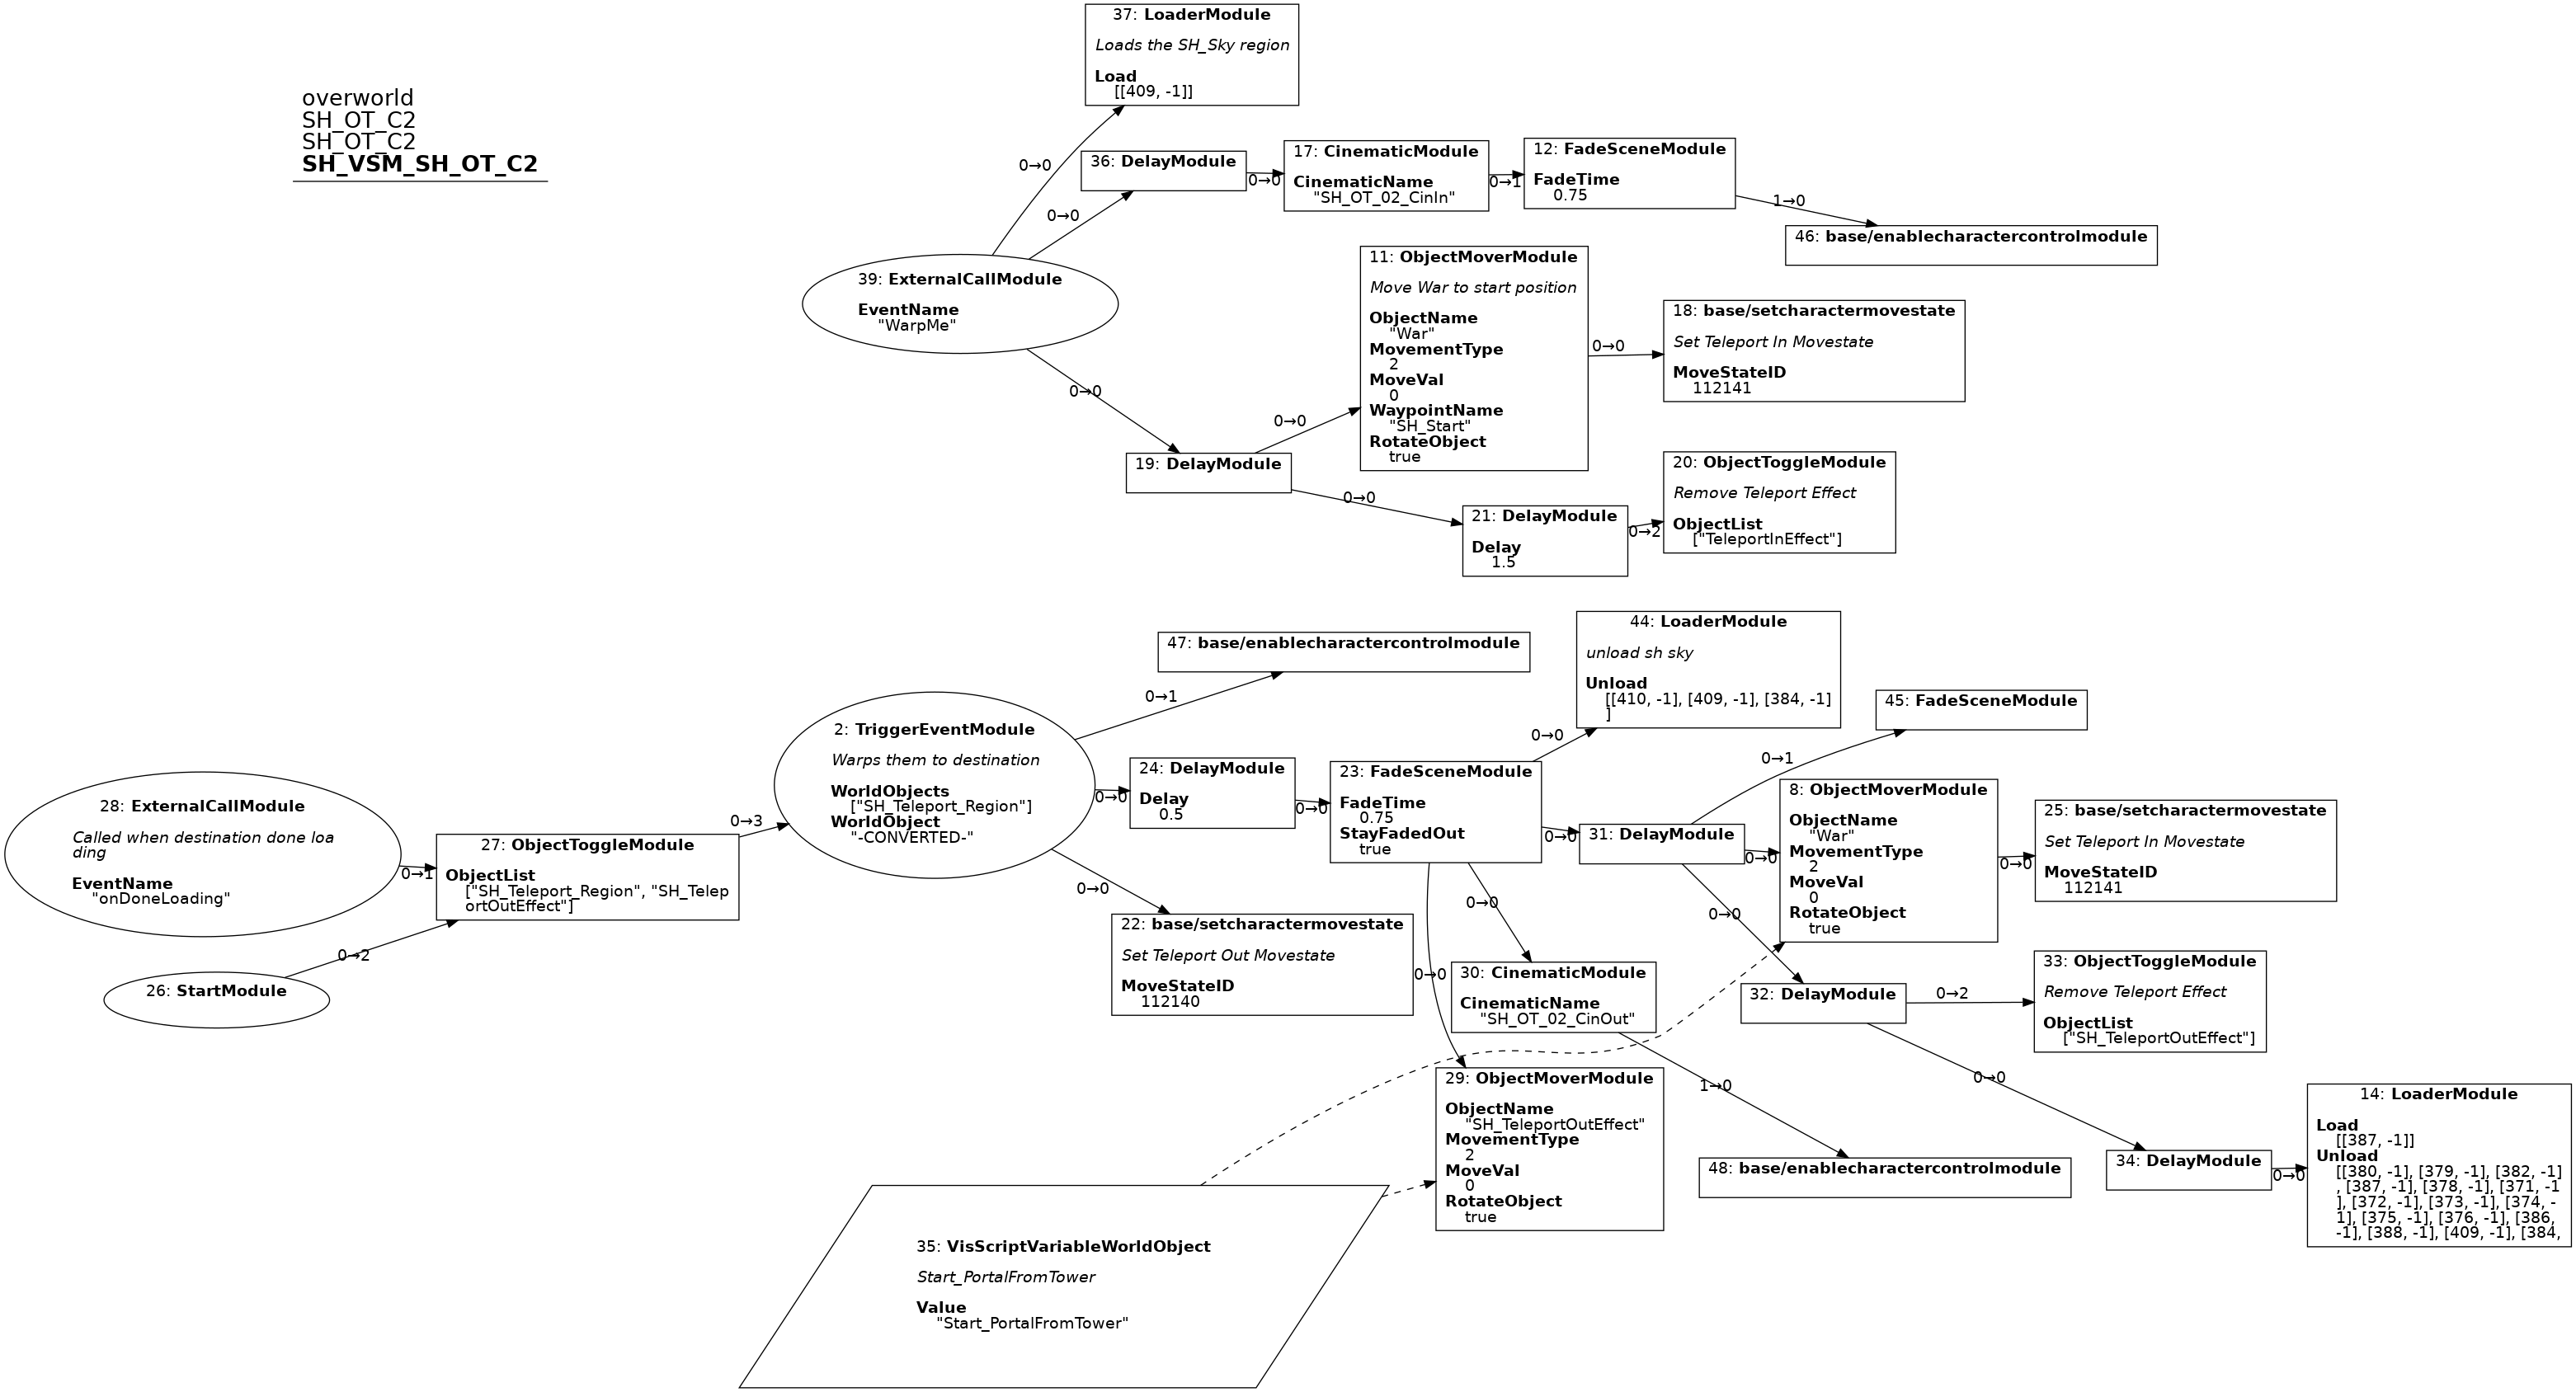 overworld
SH_OT_C2
SH_OT_C2
SH_VSM_SH_OT_C2
37: LoaderModule
Loads the SH_Sky region
Load
[[409, -1]]
0→0
0→0
36: DelayModule
0→0
17: CinematicModule
CinematicName
"SH_OT_02_CinIn"
0→1
12: FadeSceneModule
FadeTime
0.75
1→0
46: base/enablecharactercontrolmodule
39: ExternalCallModule
EventName
"WarpMe"
0→0
19: DelayModule
0→0
11: ObjectMoverModule
Move War to start position
ObjectName
"War"
MovementType
2
MoveVal
0
WaypointName
"SH_Start"
RotateObject
true
0→0
18: base/setcharactermovestate
Set Teleport In Movestate
MoveStateID
112141
0→0
21: DelayModule
Delay
1.5
0→2
20: ObjectToggleModule
Remove Teleport Effect
ObjectList
["TeleportInEffect"]
28: ExternalCallModule
Called when destination done loa
ding
EventName
"onDoneLoading"
0→1
26: StartModule
0→2
27: ObjectToggleModule
ObjectList
["SH_Teleport_Region", "SH_Telep
ortOutEffect"]
0→3
2: TriggerEventModule
Warps them to destination
WorldObjects
["SH_Teleport_Region"]
WorldObject
"-CONVERTED-"
0→1
47: base/enablecharactercontrolmodule
0→0
24: DelayModule
Delay
0.5
0→0
0→0
22: base/setcharactermovestate
Set Teleport Out Movestate
MoveStateID
112140
23: FadeSceneModule
FadeTime
0.75
StayFadedOut
true
0→0
44: LoaderModule
unload sh sky
Unload
[[410, -1], [409, -1], [384, -1]
]
0→0
31: DelayModule
0→1
45: FadeSceneModule
0→0
8: ObjectMoverModule
ObjectName
"War"
MovementType
2
MoveVal
0
RotateObject
true
0→0
25: base/setcharactermovestate
Set Teleport In Movestate
MoveStateID
112141
0→0
32: DelayModule
0→2
33: ObjectToggleModule
Remove Teleport Effect
ObjectList
["SH_TeleportOutEffect"]
0→0
34: DelayModule
0→0
14: LoaderModule
Load
[[387, -1]]
Unload
[[380, -1], [379, -1], [382, -1]
, [387, -1], [378, -1], [371, -1
], [372, -1], [373, -1], [374, -
1], [375, -1], [376, -1], [386,
-1], [388, -1], [409, -1], [384,
0→0
30: CinematicModule
CinematicName
"SH_OT_02_CinOut"
1→0
48: base/enablecharactercontrolmodule
0→0
29: ObjectMoverModule
ObjectName
"SH_TeleportOutEffect"
MovementType
2
MoveVal
0
RotateObject
true
35: VisScriptVariableWorldObject
Start_PortalFromTower
Value
"Start_PortalFromTower"